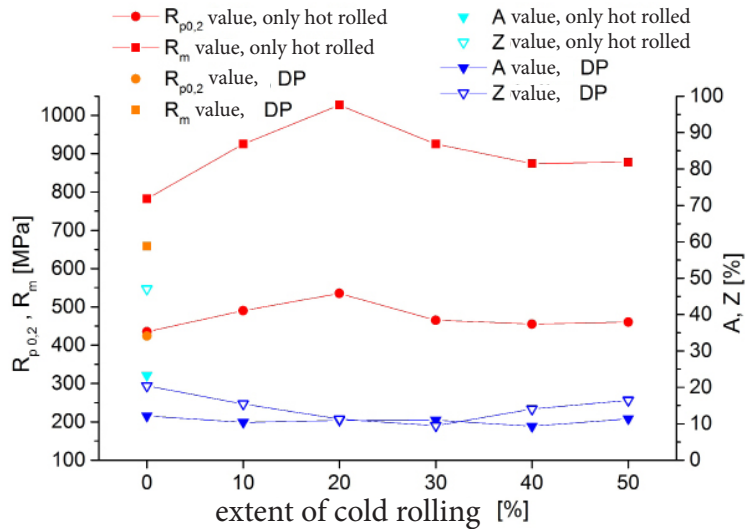 Rp0,2 value, only hot rolled
Rm value, only hot rolled
Rp0,2 value, DP
Rm value, DP
A value, only hot rolled
Z value, only hot rolled
A value, DP
Z value, DP
1000
900
800
700
600
500
400
300
200
100
Rp0,2 , Rm [MPa]
100
90
80
70
60
50
40
30
20
10
0
A, Z [%]
0 10 20 30 40 50
extent of cold rolling [%]